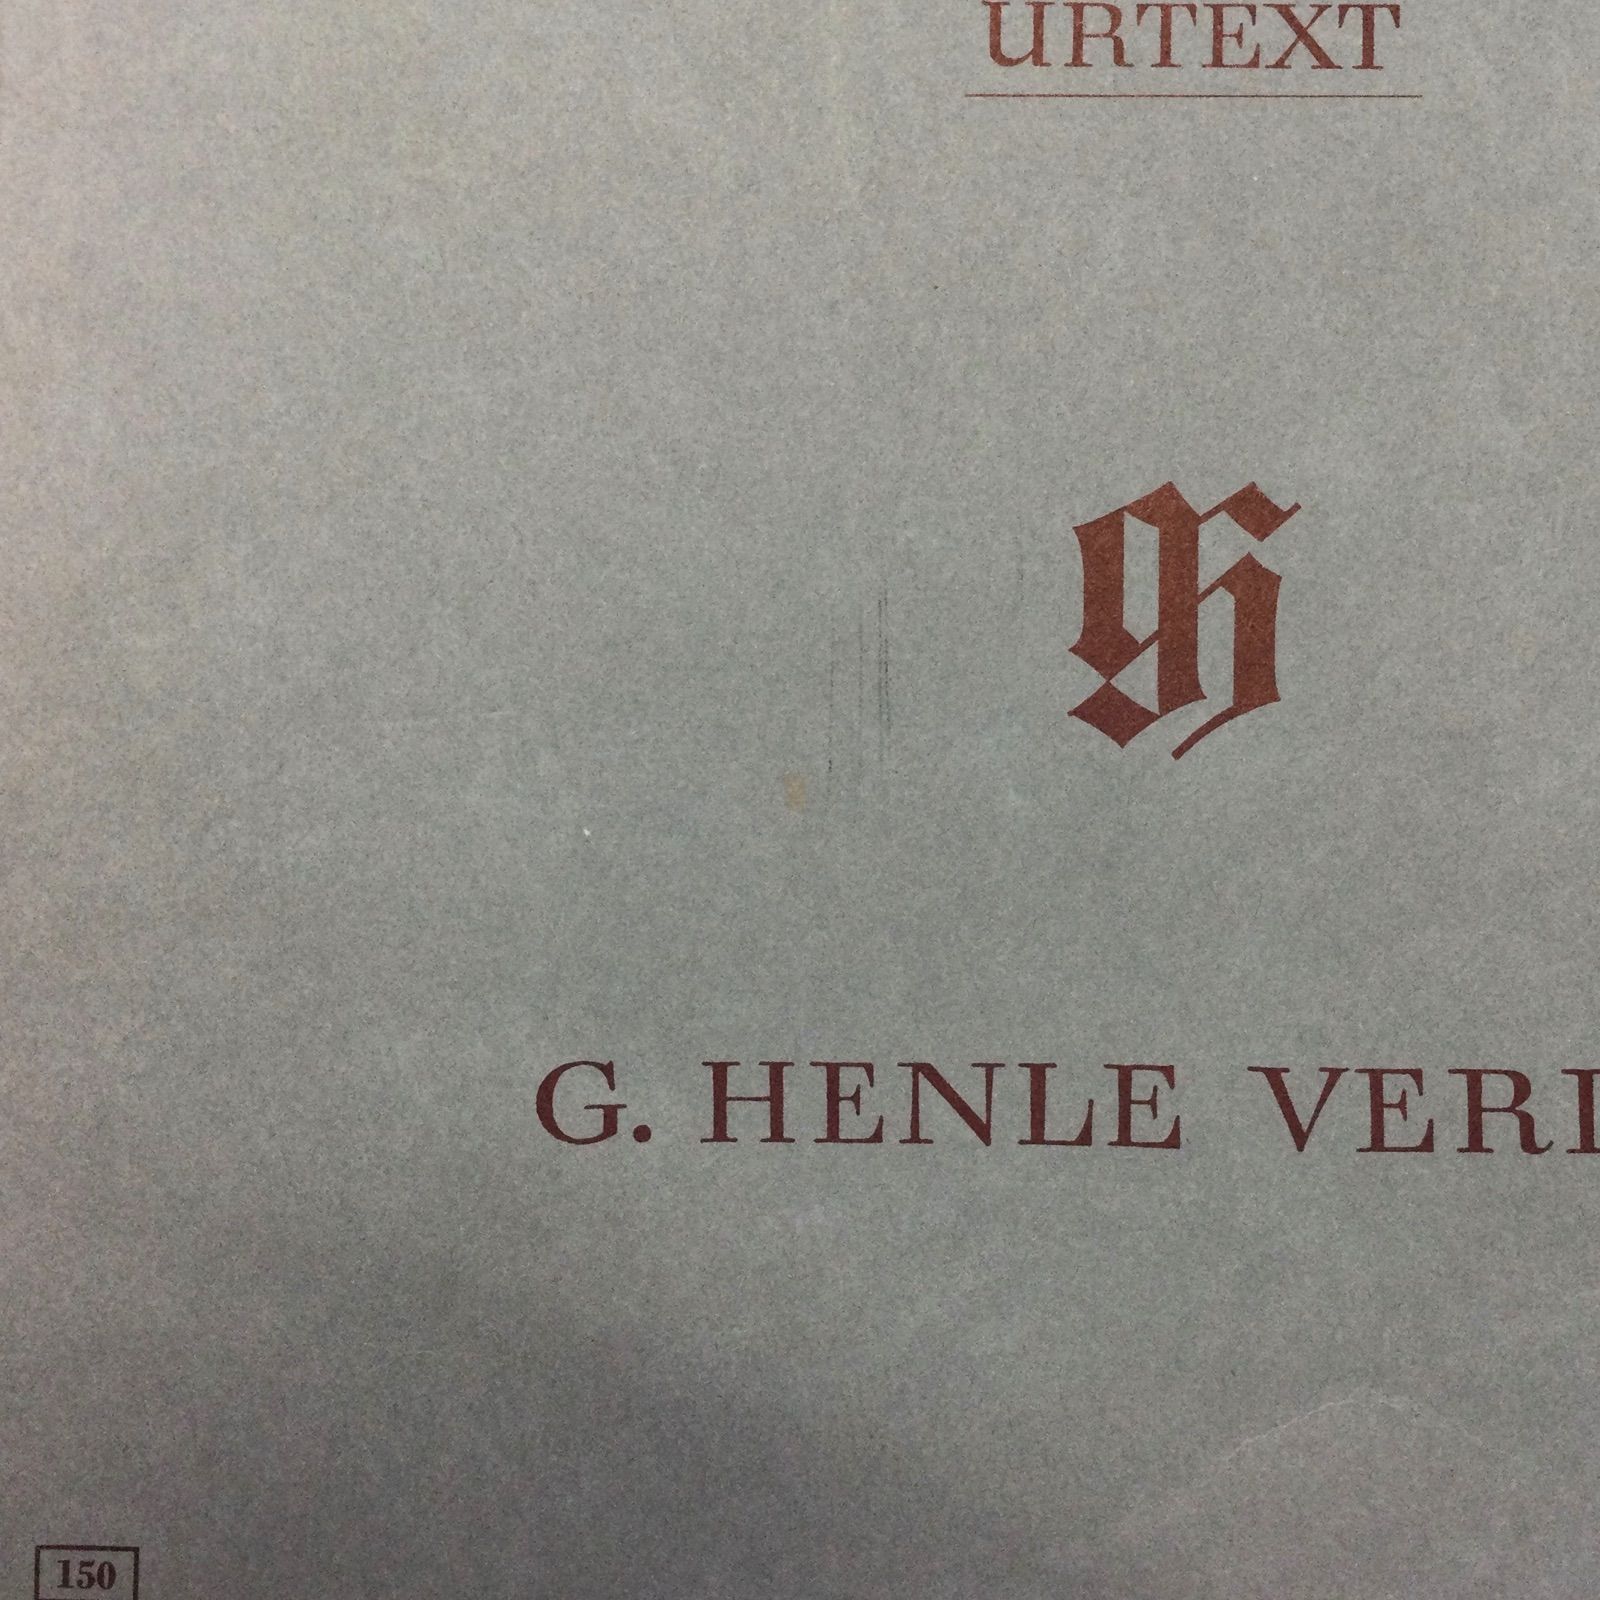 URTEXT
G. HENLE VERL
150